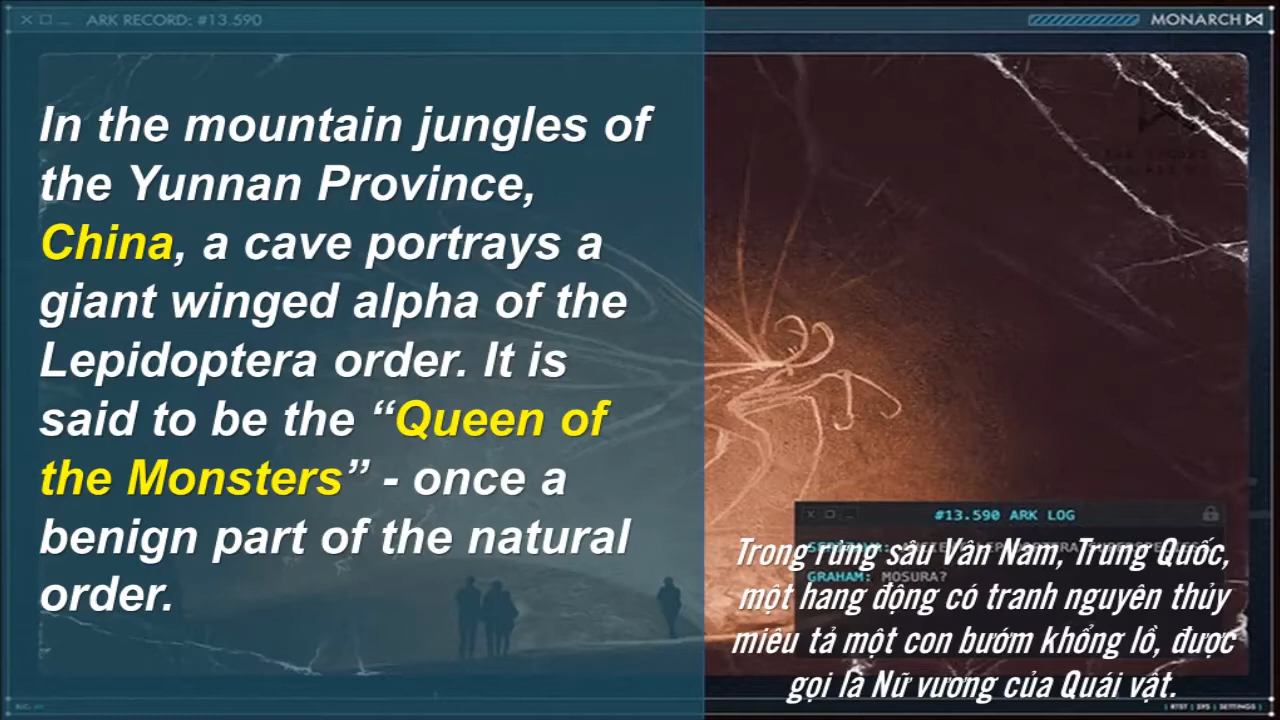 ARK RECORD: #13.590
MONARCH
In the mountain jungles of
the Yunnan Province,
China, a cave portrays a
giant winged alpha of the
Lepidoptera order. It is
said to be the “Queen of
the Monsters” - once a
benign part of the natural
order.
#13.590 ARK LOG
GRAHAM: MOSURA?
Trong rừng sâu Vân Nam, Trung Quốc,
một hang động có tranh nguyên thủy
miêu tả một con bướm khổng lồ, được
gọi là Nữ vương của Quái vật.
| RTST | SYS | SETTINGS |